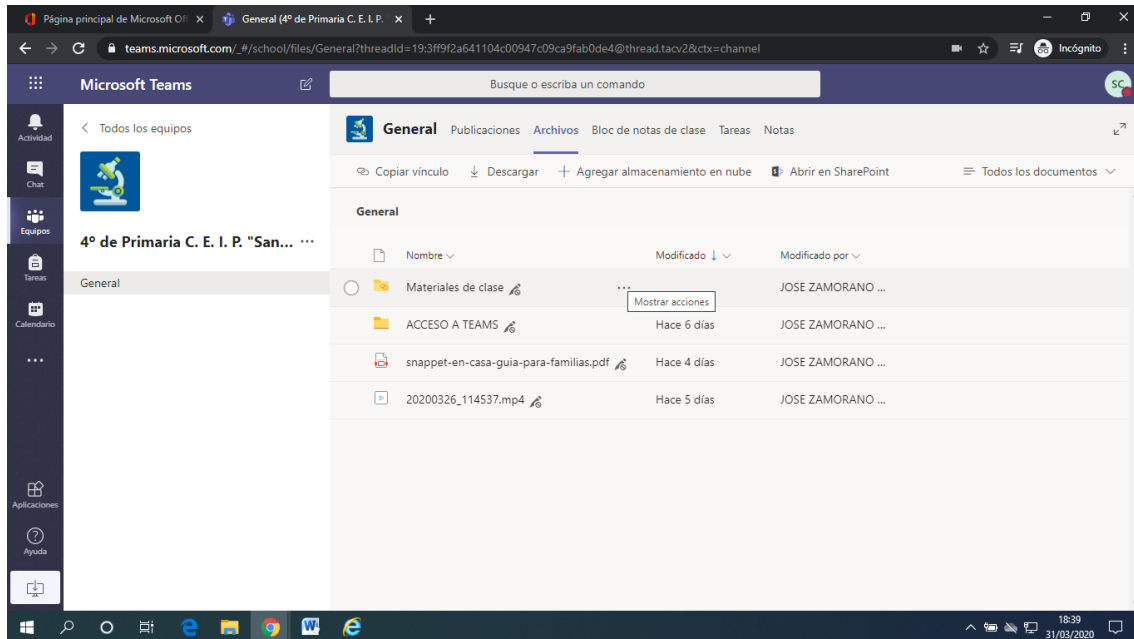 Página principal de Microsoft Off
General (4º de Primaria C. E. I. P.
teams.microsoft.com/_#/school/files/General?threadId=19:3ff9f2a641104c00947c09ca9fab0de4@thread.tacv2&ctx=channel
Incógnito
Microsoft Teams
Busque o escriba un comando
SC
Actividad
Chat
Equipos
Tareas
Calendario
Aplicaciones
Ayuda
Todos los equipos
4º de Primaria C. E. I. P. "San... ...
General
General Publicaciones Archivos Bloc de notas de clase Tareas Notas
Copiar vínculo Descargar Agregar almacenamiento en nube Abrir en SharePoint Todos los documentos
General
Nombre Modificado Modificado por
Materiales de clase ... JOSE ZAMORANO ...
Mostrar acciones
ACCESO A TEAMS Hace 6 días JOSE ZAMORANO ...
snappet-en-casa-guia-para-familias.pdf Hace 4 días JOSE ZAMORANO ...
20200326_114537.mp4 Hace 5 días JOSE ZAMORANO ...
18:39
31/03/2020